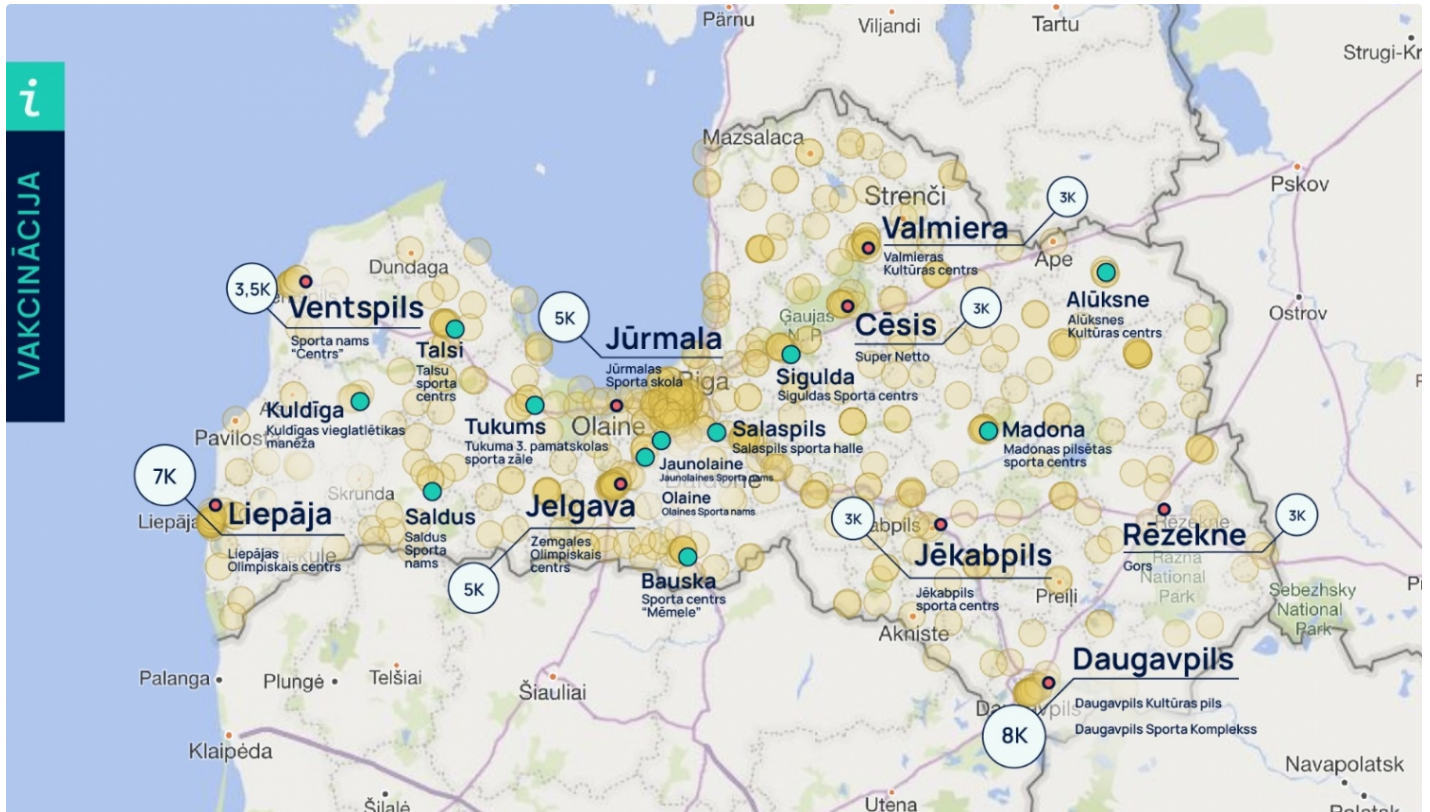 i
VAKCINĀCIJA
Pärnu
Viljandi
Tartu
Strugi-Kr
Mazsalaca
Pskov
Strenči
3K
Valmiera
Valmieras
Kultūras centrs
Ape
Dundaga
3,5K
Ventspils
Sporta nams
"Centrs"
Talsi
Talsu
sporta
centrs
5K
Jūrmala
Jūrmalas
Sporta skola
Rīga
Gaujas
N. P.
3K
Cēsis
Super Netto
Alūksne
Alūksnes
Kultūras centrs
Ostrov
Sigulda
Siguldas Sporta centrs
Kuldīga
Kuldīgas vieglatlētikas
manēža
Pavilos
Tukums
Tukuma 3. pamatskolas
sporta zāle
Olaine
Salaspils
Salaspils sporta halle
Madona
Madonas pilsētas
sporta centrs
Jaunolaine
Jaunolaines Sporta nams
Olaine
Olaines Sporta nams
7K
Liepāja
Liepāja
Liepājas
Olimpiskais centrs
Skrunda
Saldus
Saldus
Sporta
nams
Jelgava
Zemgales
Olimpiskais
centrs
5K
Bauska
Sporta centrs
"Mēmele"
3K
abpils
Jēkabpils
Jēkabpils
sporta centrs
Rēzekne
Rēzekne
Gors
3K
Rāzna
National
Park
Sebezhsky
National
Park
Preiļi
Akniste
Daugavpils
Daugavpils Kultūras pils
Daugavpils Sporta Komplekss
8K
Palanga
Plungė
Telšiai
Šiauliai
Klaipėda
Šilalė
Utena
Navapolatsk
Polatsk